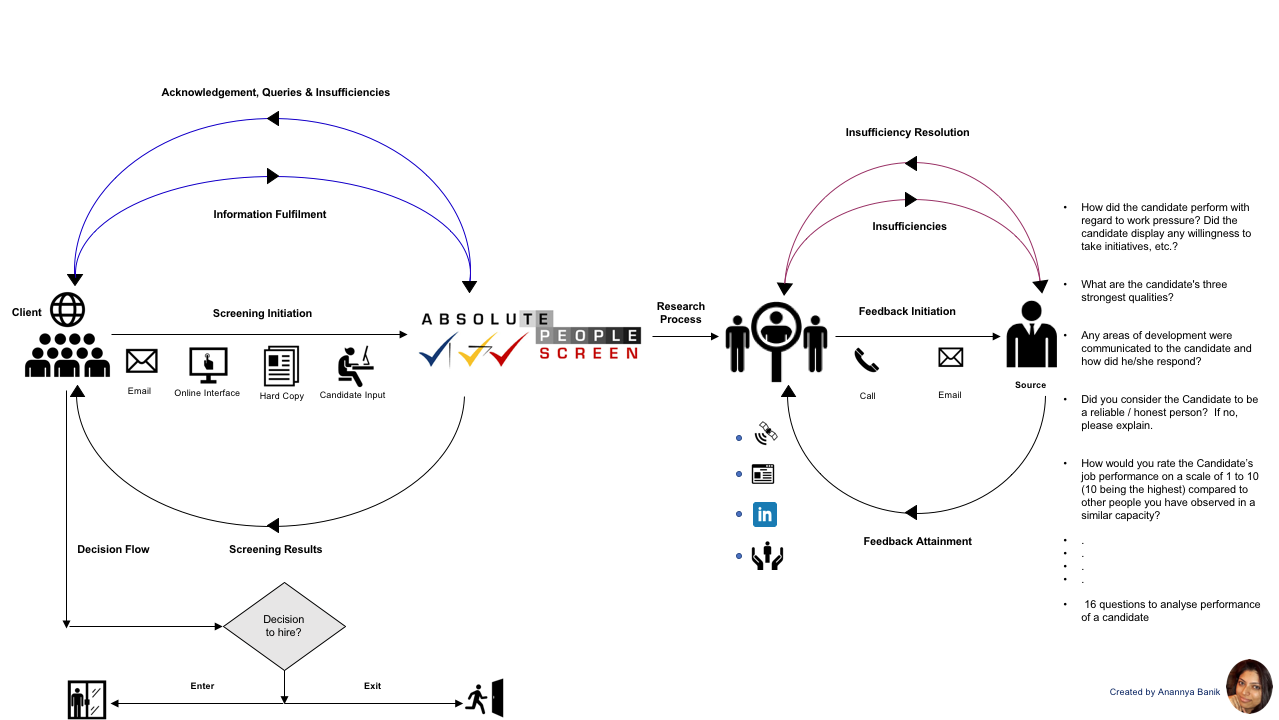 Acknowledgement, Queries & Insufficiencies
Information Fulfilment
Client
Screening Initiation
Email
Online Interface
Hard Copy
Candidate Input
ABSOLUTE
PEOPLE
SCREEN
Research
Process
Insufficiency Resolution
Insufficiencies
Feedback Initiation
Call
Email
Source
in
Feedback Attainment
Decision Flow
Screening Results
Decision
to hire?
Enter
Exit
• How did the candidate perform with
regard to work pressure? Did the
candidate display any willingness to
take initiatives, etc.?
• What are the candidate's three
strongest qualities?
• Any areas of development were
communicated to the candidate and
how did he/she respond?
• Did you consider the Candidate to be
a reliable / honest person?  If no,
please explain.
• How would you rate the Candidate's
job performance on a scale of 1 to 10
(10 being the highest) compared to
other people you have observed in a
similar capacity?
• .
• .
• .
• .
• 16 questions to analyse performance
of a candidate
Created by Anannya Banik